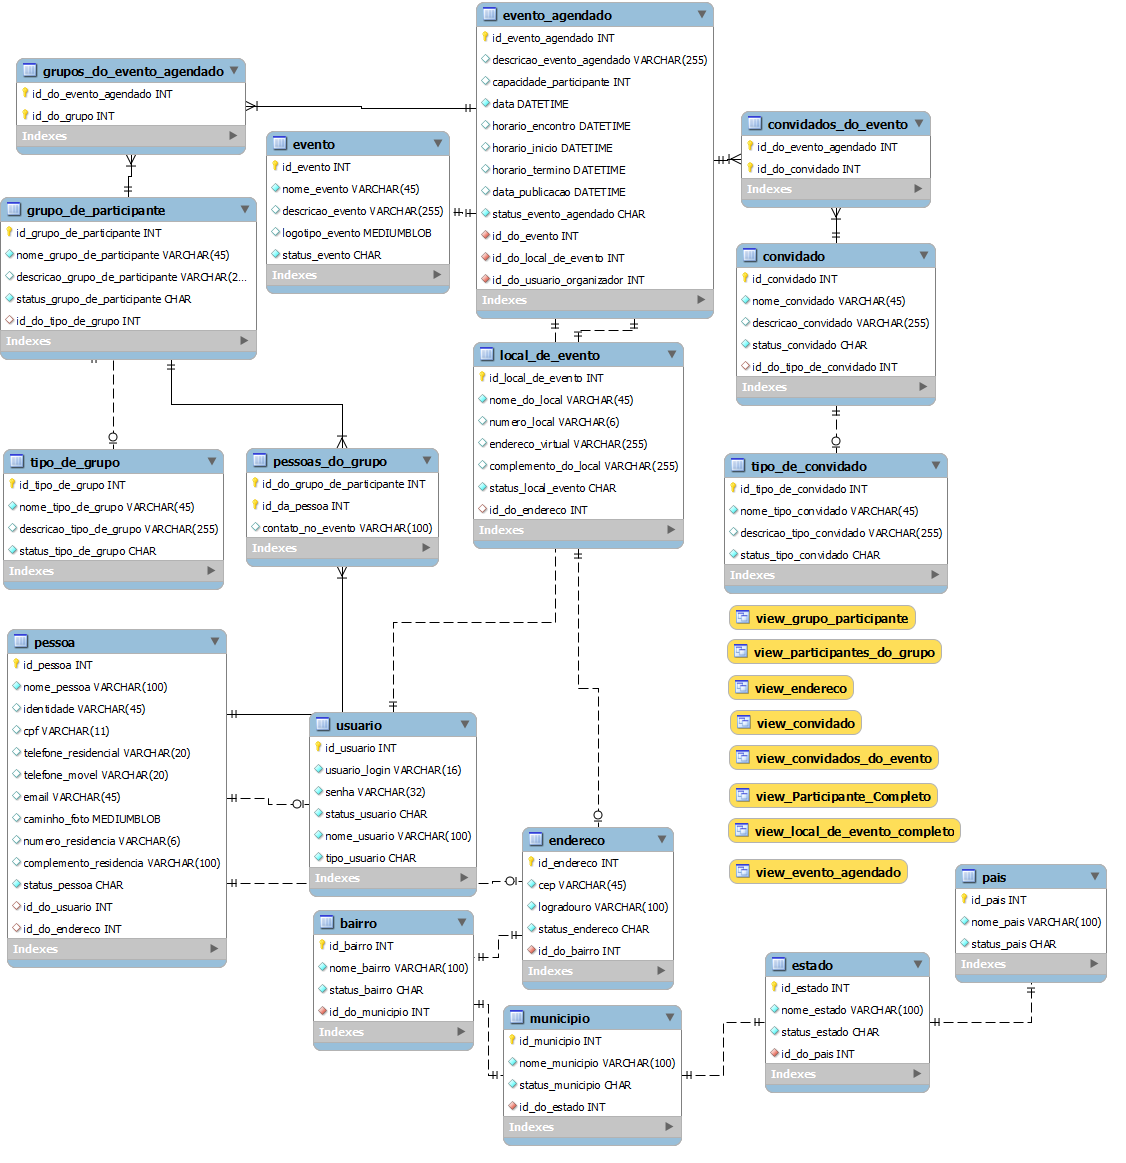 evento_agendado
id_evento_agendado INT
descricao_evento_agendado VARCHAR(255)
capacidade_participante INT
data DATETIME
horario_encontro DATETIME
horario_inicio DATETIME
horario_termino DATETIME
data_publicacao DATETIME
status_evento_agendado CHAR
id_do_evento INT
id_do_local_de_evento INT
id_do_usuario_organizador INT
Indexes
grupos_do_evento_agendado
id_do_evento_agendado INT
id_do_grupo INT
Indexes
evento
id_evento INT
nome_evento VARCHAR(45)
descricao_evento VARCHAR(255)
logotipo_evento MEDIUMBLOB
status_evento CHAR
Indexes
convidados_do_evento
id_do_evento_agendado INT
id_do_convidado INT
Indexes
grupo_de_participante
id_grupo_de_participante INT
nome_grupo_de_participante VARCHAR(45)
descricao_grupo_de_participante VARCHAR(2...
status_grupo_de_participante CHAR
id_do_tipo_de_grupo INT
Indexes
convidado
id_convidado INT
nome_convidado VARCHAR(45)
descricao_convidado VARCHAR(255)
status_convidado CHAR
id_do_tipo_de_convidado INT
Indexes
local_de_evento
id_local_de_evento INT
nome_do_local VARCHAR(45)
numero_local VARCHAR(6)
endereco_virtual VARCHAR(255)
complemento_do_local VARCHAR(255)
status_local_evento CHAR
id_do_endereco INT
Indexes
tipo_de_grupo
id_tipo_de_grupo INT
nome_tipo_de_grupo VARCHAR(45)
descricao_tipo_de_grupo VARCHAR(255)
status_tipo_de_grupo CHAR
Indexes
pessoas_do_grupo
id_do_grupo_de_participante INT
id_da_pessoa INT
contato_no_evento VARCHAR(100)
Indexes
tipo_de_convidado
id_tipo_de_convidado INT
nome_tipo_convidado VARCHAR(45)
descricao_tipo_convidado VARCHAR(255)
status_tipo_convidado CHAR
Indexes
view_grupo_participante
view_participantes_do_grupo
view_endereco
view_convidado
view_convidados_do_evento
view_Participante_Completo
view_local_de_evento_completo
view_evento_agendado
pessoa
id_pessoa INT
nome_pessoa VARCHAR(100)
identidade VARCHAR(45)
cpf VARCHAR(11)
telefone_residencial VARCHAR(20)
telefone_movel VARCHAR(20)
email VARCHAR(45)
caminho_foto MEDIUMBLOB
numero_residencia VARCHAR(6)
complemento_residencia VARCHAR(100)
status_pessoa CHAR
id_do_usuario INT
id_do_endereco INT
Indexes
usuario
id_usuario INT
usuario_login VARCHAR(16)
senha VARCHAR(32)
status_usuario CHAR
nome_usuario VARCHAR(100)
tipo_usuario CHAR
Indexes
endereco
id_endereco INT
cep VARCHAR(45)
logradouro VARCHAR(100)
status_endereco CHAR
id_do_bairro INT
Indexes
bairro
id_bairro INT
nome_bairro VARCHAR(100)
status_bairro CHAR
id_do_municipio INT
Indexes
municipio
id_municipio INT
nome_municipio VARCHAR(100)
status_municipio CHAR
id_do_estado INT
Indexes
estado
id_estado INT
nome_estado VARCHAR(100)
status_estado CHAR
id_do_pais INT
Indexes
pais
id_pais INT
nome_pais VARCHAR(100)
status_pais CHAR
Indexes